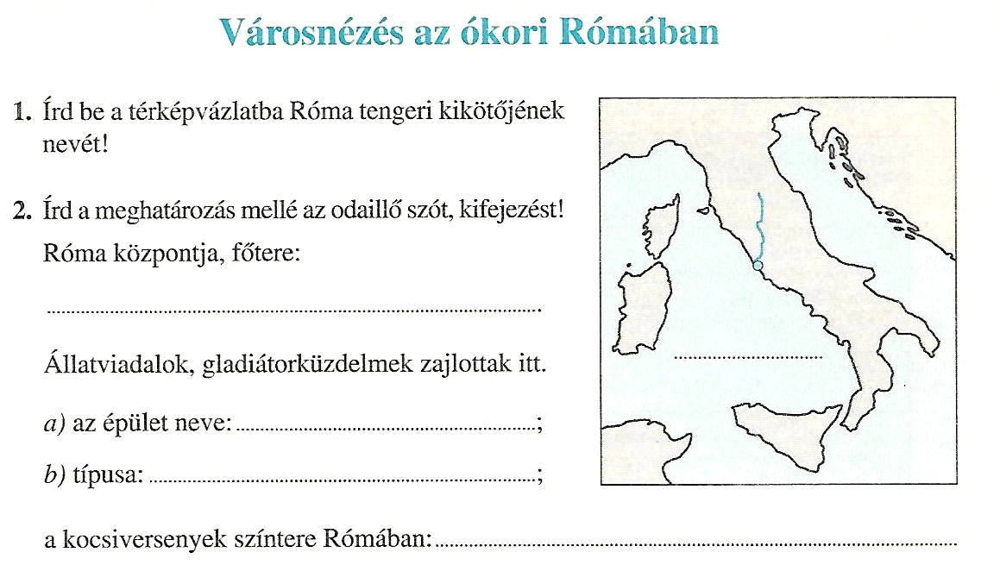 Városnézés az ókori Rómában
1. Írd be a térképvázlatba Róma tengeri kikötőjének
nevét!
2. Írd a meghatározás mellé az odaillő szót, kifejezést!
Róma központja, főtere:
..............................................................................................
Állatviadalok, gladiátorküzdelmek zajlottak itt.
a) az épület neve: ....................................................;
b) típusa: ....................................................................;
a kocsiversenyek színtere Rómában: ............................................................................................
..........................